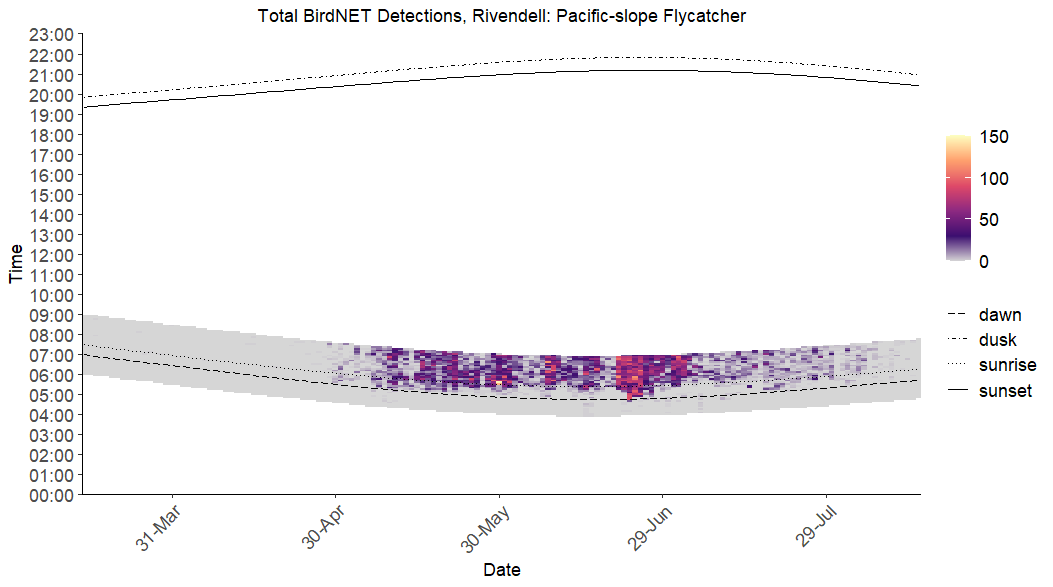 Total BirdNET Detections, Rivendell: Pacific-slope Flycatcher
23:00
22:00
21:00
20:00
19:00
18:00
17:00
16:00
15:00
14:00
13:00
12:00
11:00
10:00
09:00
08:00
07:00
06:00
05:00
04:00
03:00
02:00
01:00
00:00
Time
31-Mar
30-Apr
30-May
29-Jun
29-Jul
Date
150
100
50
0
dawn
dusk
sunrise
sunset